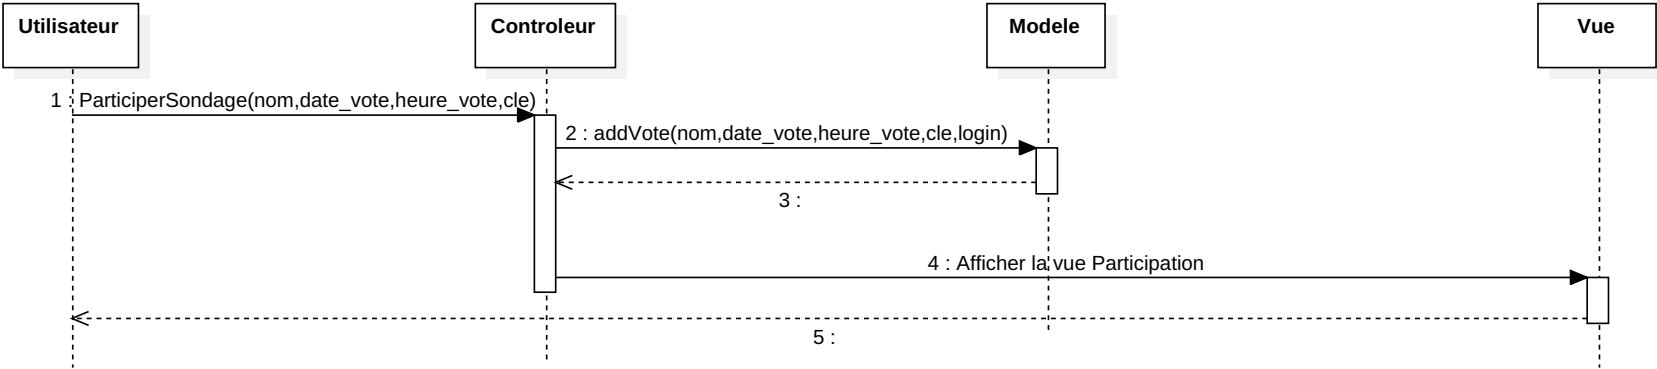 Utilisateur
Controleur
Modele
Vue
1 : ParticiperSondage(nom,date_vote,heure_vote,cle)
2 : addVote(nom,date_vote,heure_vote,cle,login)
3 :
4 : Afficher la vue Participation
5 :